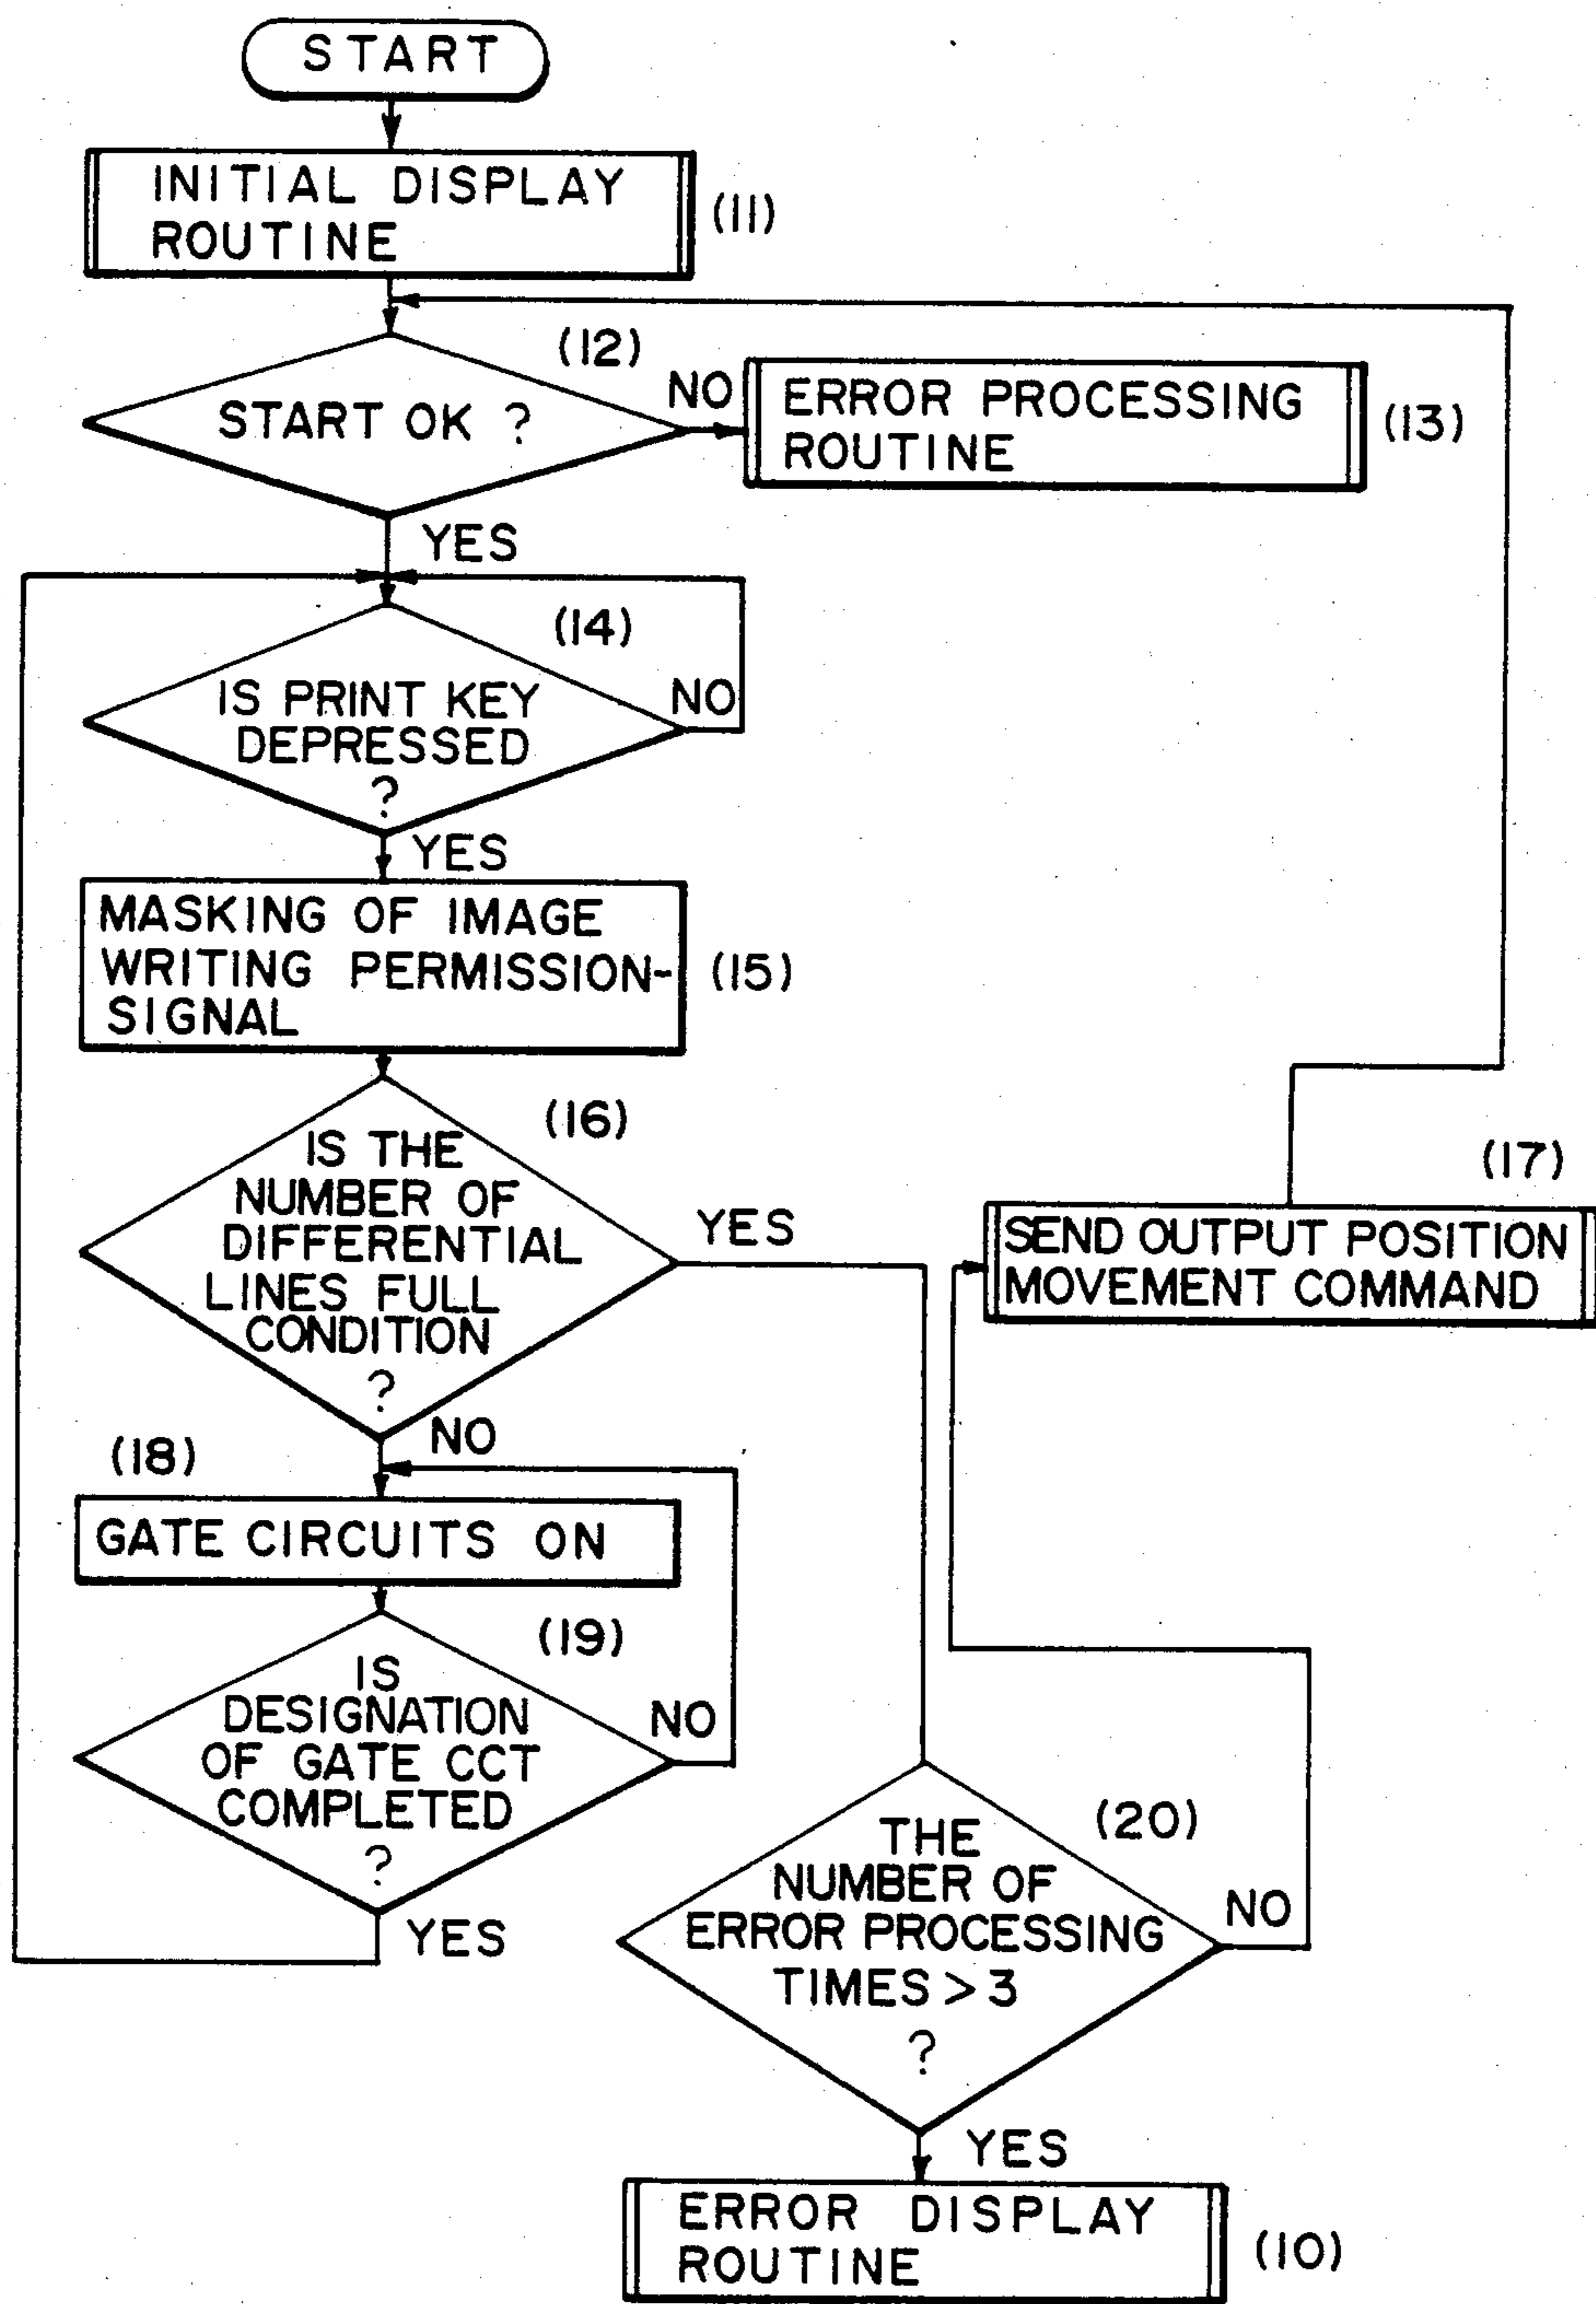 START
INITIAL DISPLAY
ROUTINE
(11)
(12)
START OK ?
NO
ERROR PROCESSING
ROUTINE
(13)
YES
(14)
IS PRINT KEY
DEPRESSED
?
NO
YES
MASKING OF IMAGE
WRITING PERMISSION-
SIGNAL
(15)
(16)
IS THE
NUMBER OF
DIFFERENTIAL
LINES FULL
CONDITION
?
YES
(17)
SEND OUTPUT POSITION
MOVEMENT COMMAND
NO
(18)
GATE CIRCUITS ON
(19)
IS
DESIGNATION
OF GATE CCT
COMPLETED
?
NO
YES
(20)
THE
NUMBER OF
ERROR PROCESSING
TIMES > 3
?
NO
YES
ERROR DISPLAY
ROUTINE
(10)